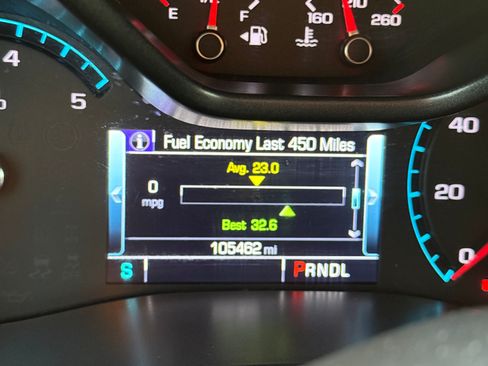 E F 160 210 260
4
5
Fuel Economy Last 450 Miles
Avg. 23.0
0
mpg
Best 32.6
105462 mi
S PRNDL
40
20
0